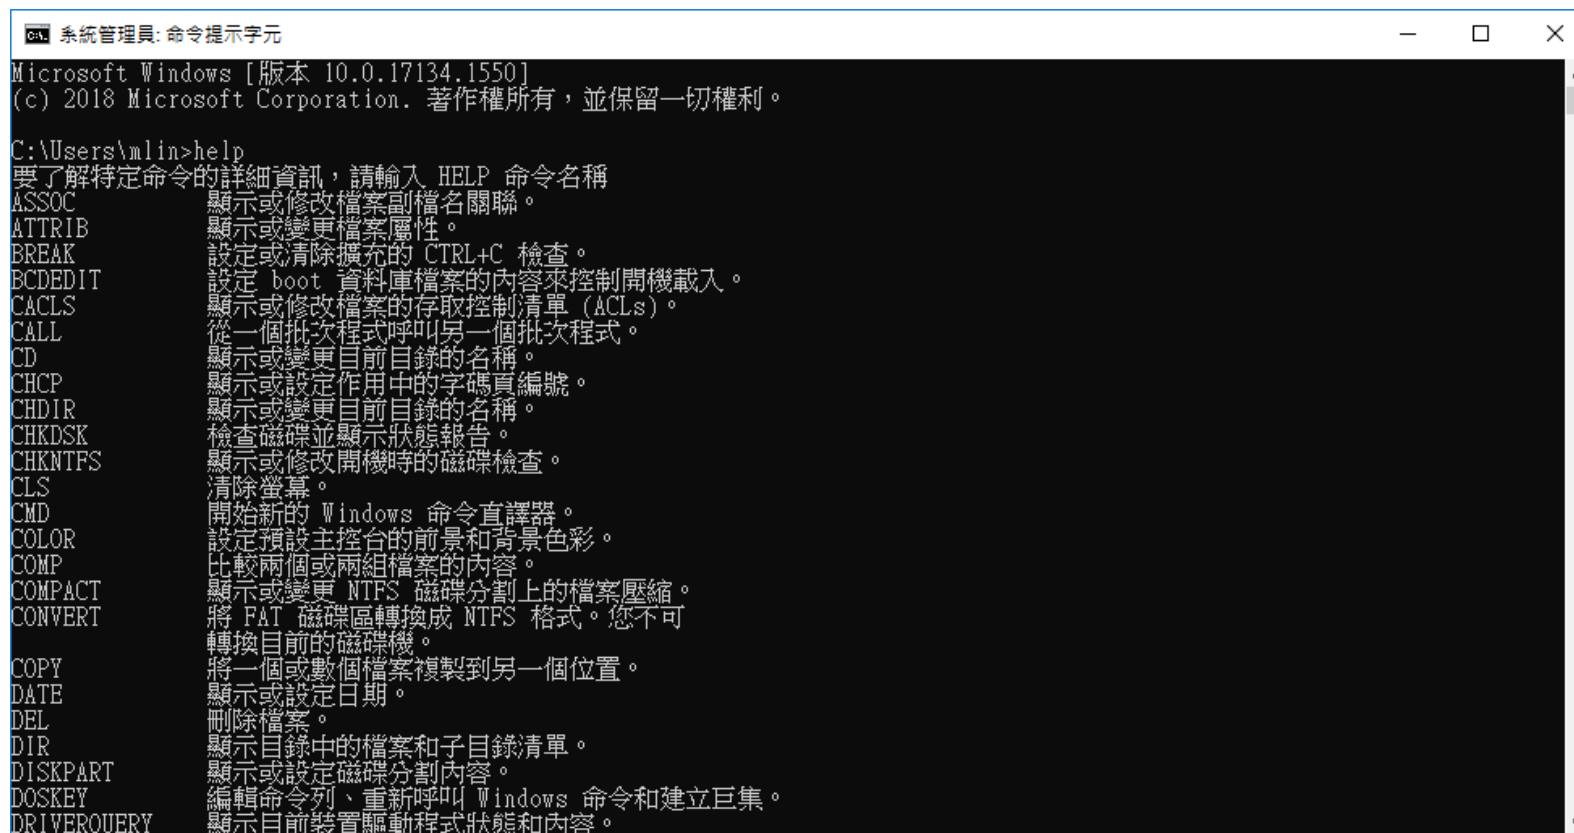 系統管理員: 命令提示字元
Microsoft Windows [版本 10.0.17134.1550]
(c) 2018 Microsoft Corporation. 著作權所有，並保留一切權利。
C:\Users\mlin>help
要了解特定命令的詳細資訊，請輸入 HELP 命令名稱
ASSOC 顯示或修改檔案副檔名關聯。
ATTRIB 顯示或變更檔案屬性。
BREAK 設定或清除擴充的 CTRL+C 檢查。
BCDEDIT 設定 boot 資料庫檔案的內容來控制開機載入。
CACLS 顯示或修改檔案的存取控制清單 (ACLs)。
CALL 從一個批次程式呼叫另一個批次程式。
CD 顯示或變更目前目錄的名稱。
CHCP 顯示或設定作用中的字碼頁編號。
CHDIR 顯示或變更目前目錄的名稱。
CHKDSK 檢查磁碟並顯示狀態報告。
CHKNTFS 顯示或修改開機時的磁碟檢查。
CLS 清除螢幕。
CMD 開始新的 Windows 命令直譯器。
COLOR 設定預設主控台的前景和背景色彩。
COMP 比較兩個或兩組檔案的內容。
COMPACT 顯示或變更 NTFS 磁碟分割上的檔案壓縮。
CONVERT 將 FAT 磁碟區轉換成 NTFS 格式。您不可
轉換目前的磁碟機。
COPY 將一個或數個檔案複製到另一個位置。
DATE 顯示或設定日期。
DEL 刪除檔案。
DIR 顯示目錄中的檔案和子目錄清單。
DISKPART 顯示或設定磁碟分割內容。
DOSKEY 編輯命令列、重新呼叫 Windows 命令和建立巨集。
DRIVERQUERY 顯示目前裝置驅動程式狀態和內容。